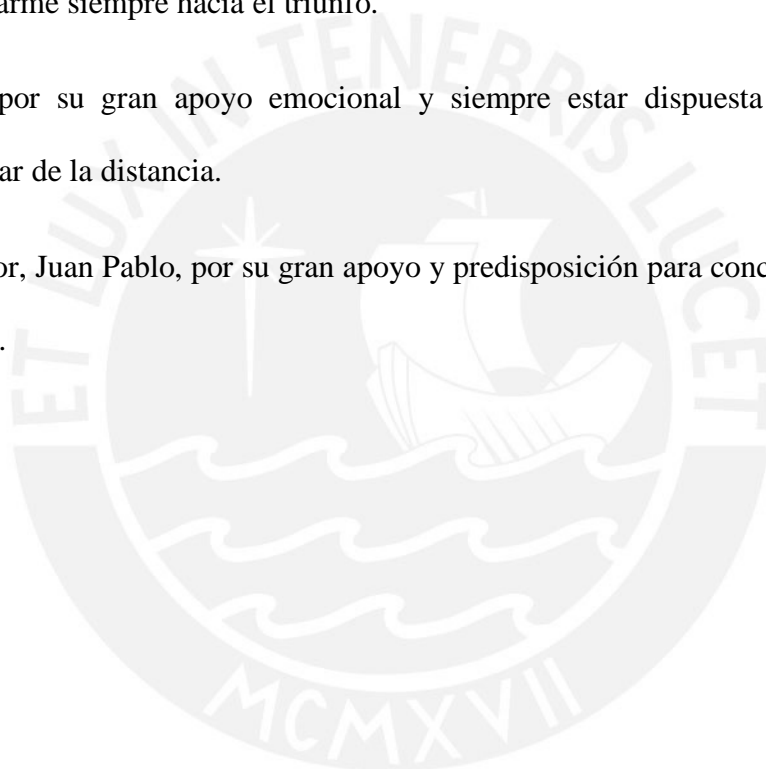 arme siempre hacia el triunfo.
por su gran apoyo emocional y siempre estar dispuesta
ar de la distancia.
or, Juan Pablo, por su gran apoyo y predisposición para conc
.
ET LUX IN TENEBRIS LUCET
MCMXVII